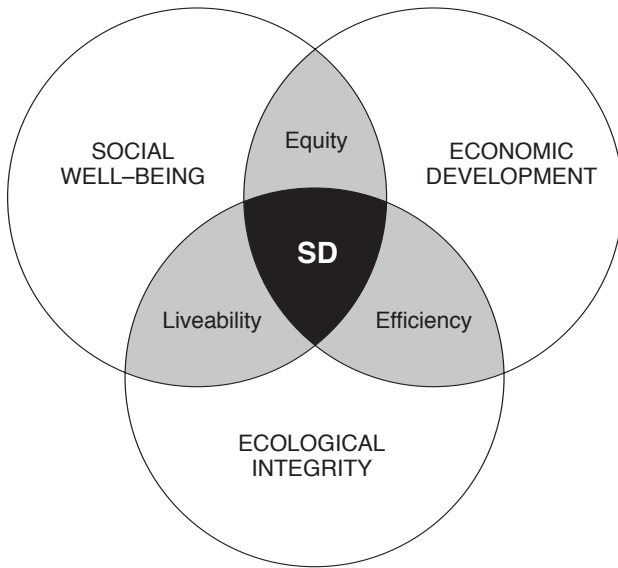 Equity
SOCIAL
WELL–BEING
ECONOMIC
DEVELOPMENT
SD
Liveability
Efficiency
ECOLOGICAL
INTEGRITY